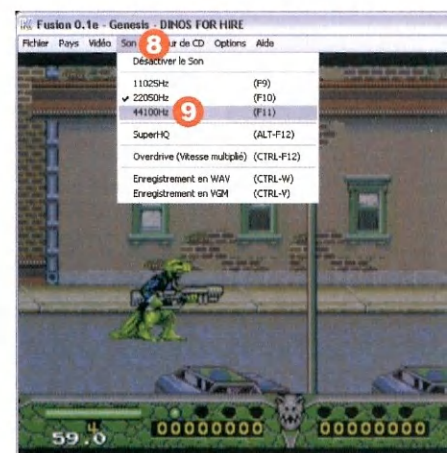 Fusion 0.1e - Genesis - DINOS FOR HIRE
Fichier Pays Vidéo Son 8 ur de CD Options Aide
Désactiver le Son
11025Hz (F9)
✓ 22050Hz (F10)
44100Hz 9 (F11)
SuperHQ (ALT-F12)
Overdrive (Vitesse multiplié) (CTRL-F12)
Enregistrement en WAV (CTRL-W)
Enregistrement en VGM (CTRL-V)
4
59.0 00000000 00000000